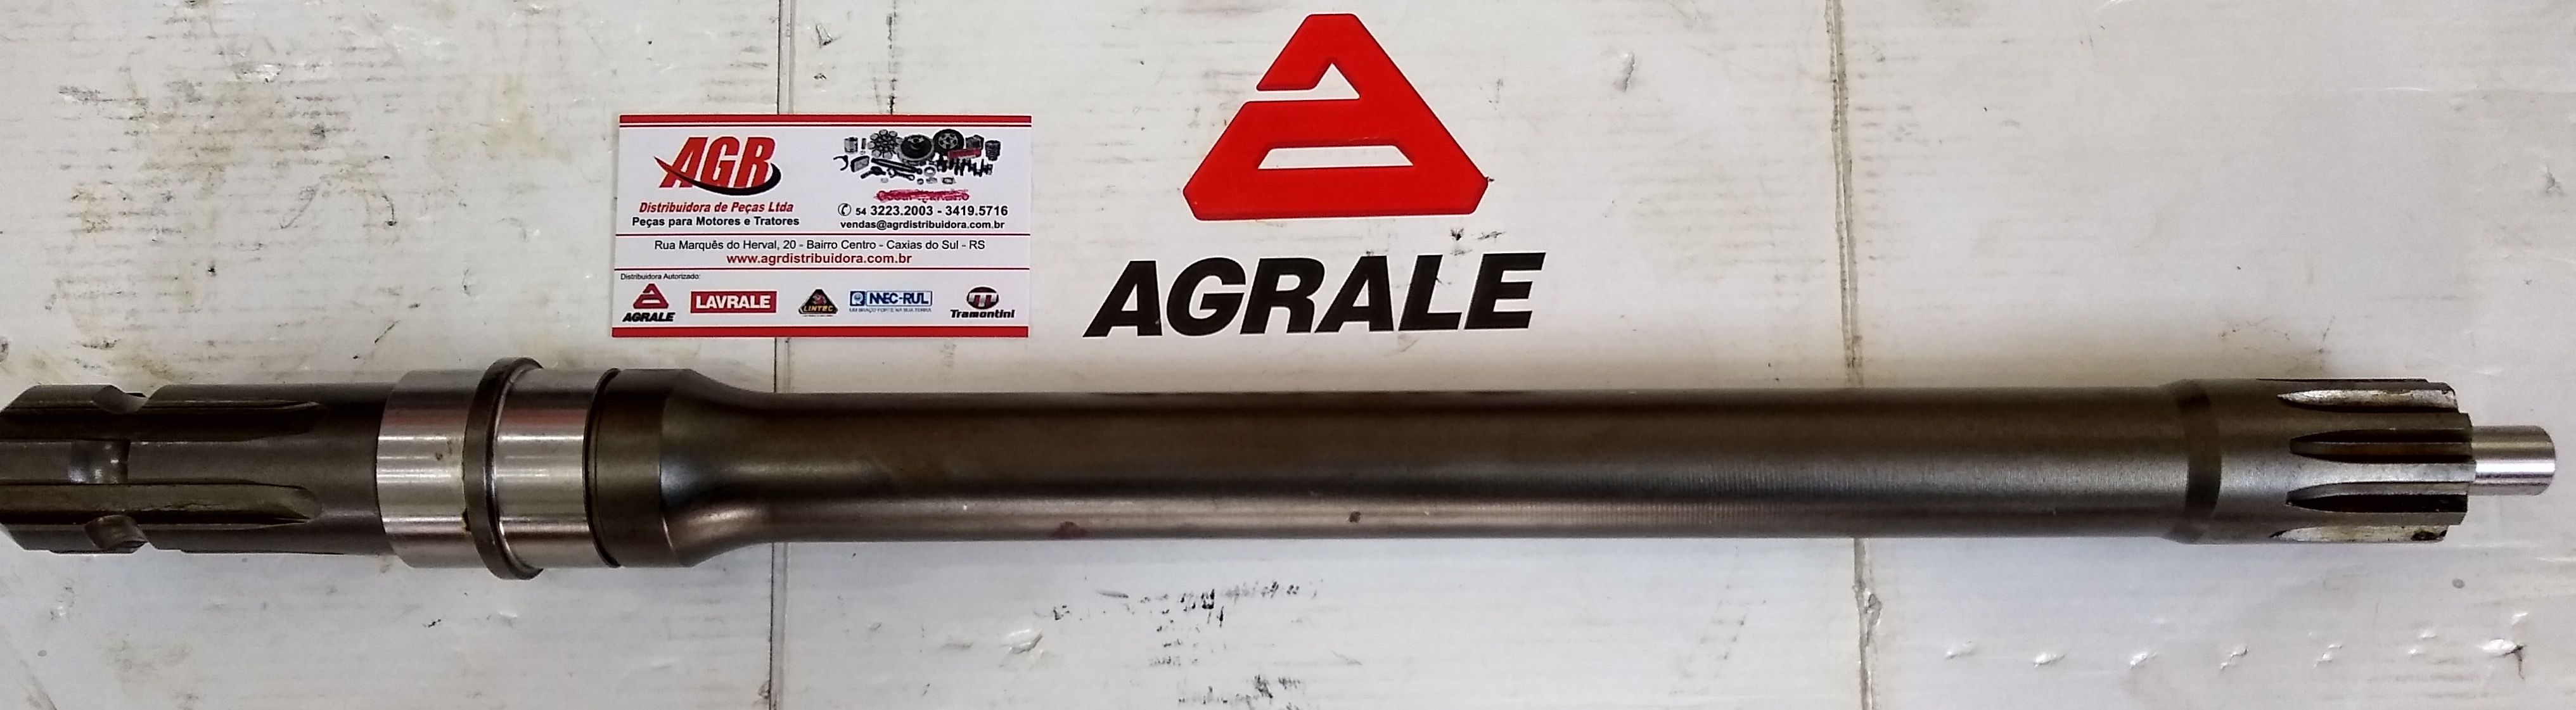 AGR
Distribuidora de Peças Ltda
Peças para Motores e Tratores
54 3223.2003 - 3419.5716
vendas@agrdistribuidora.com.br
Rua Marquês do Herval, 20 - Bairro Centro - Caxias do Sul - RS
www.agrdistribuidora.com.br
Distribuidora Autorizado:
AGRALE
LAVRALE
LINTEC
MEC-RUL
Tramontini
AGRALE